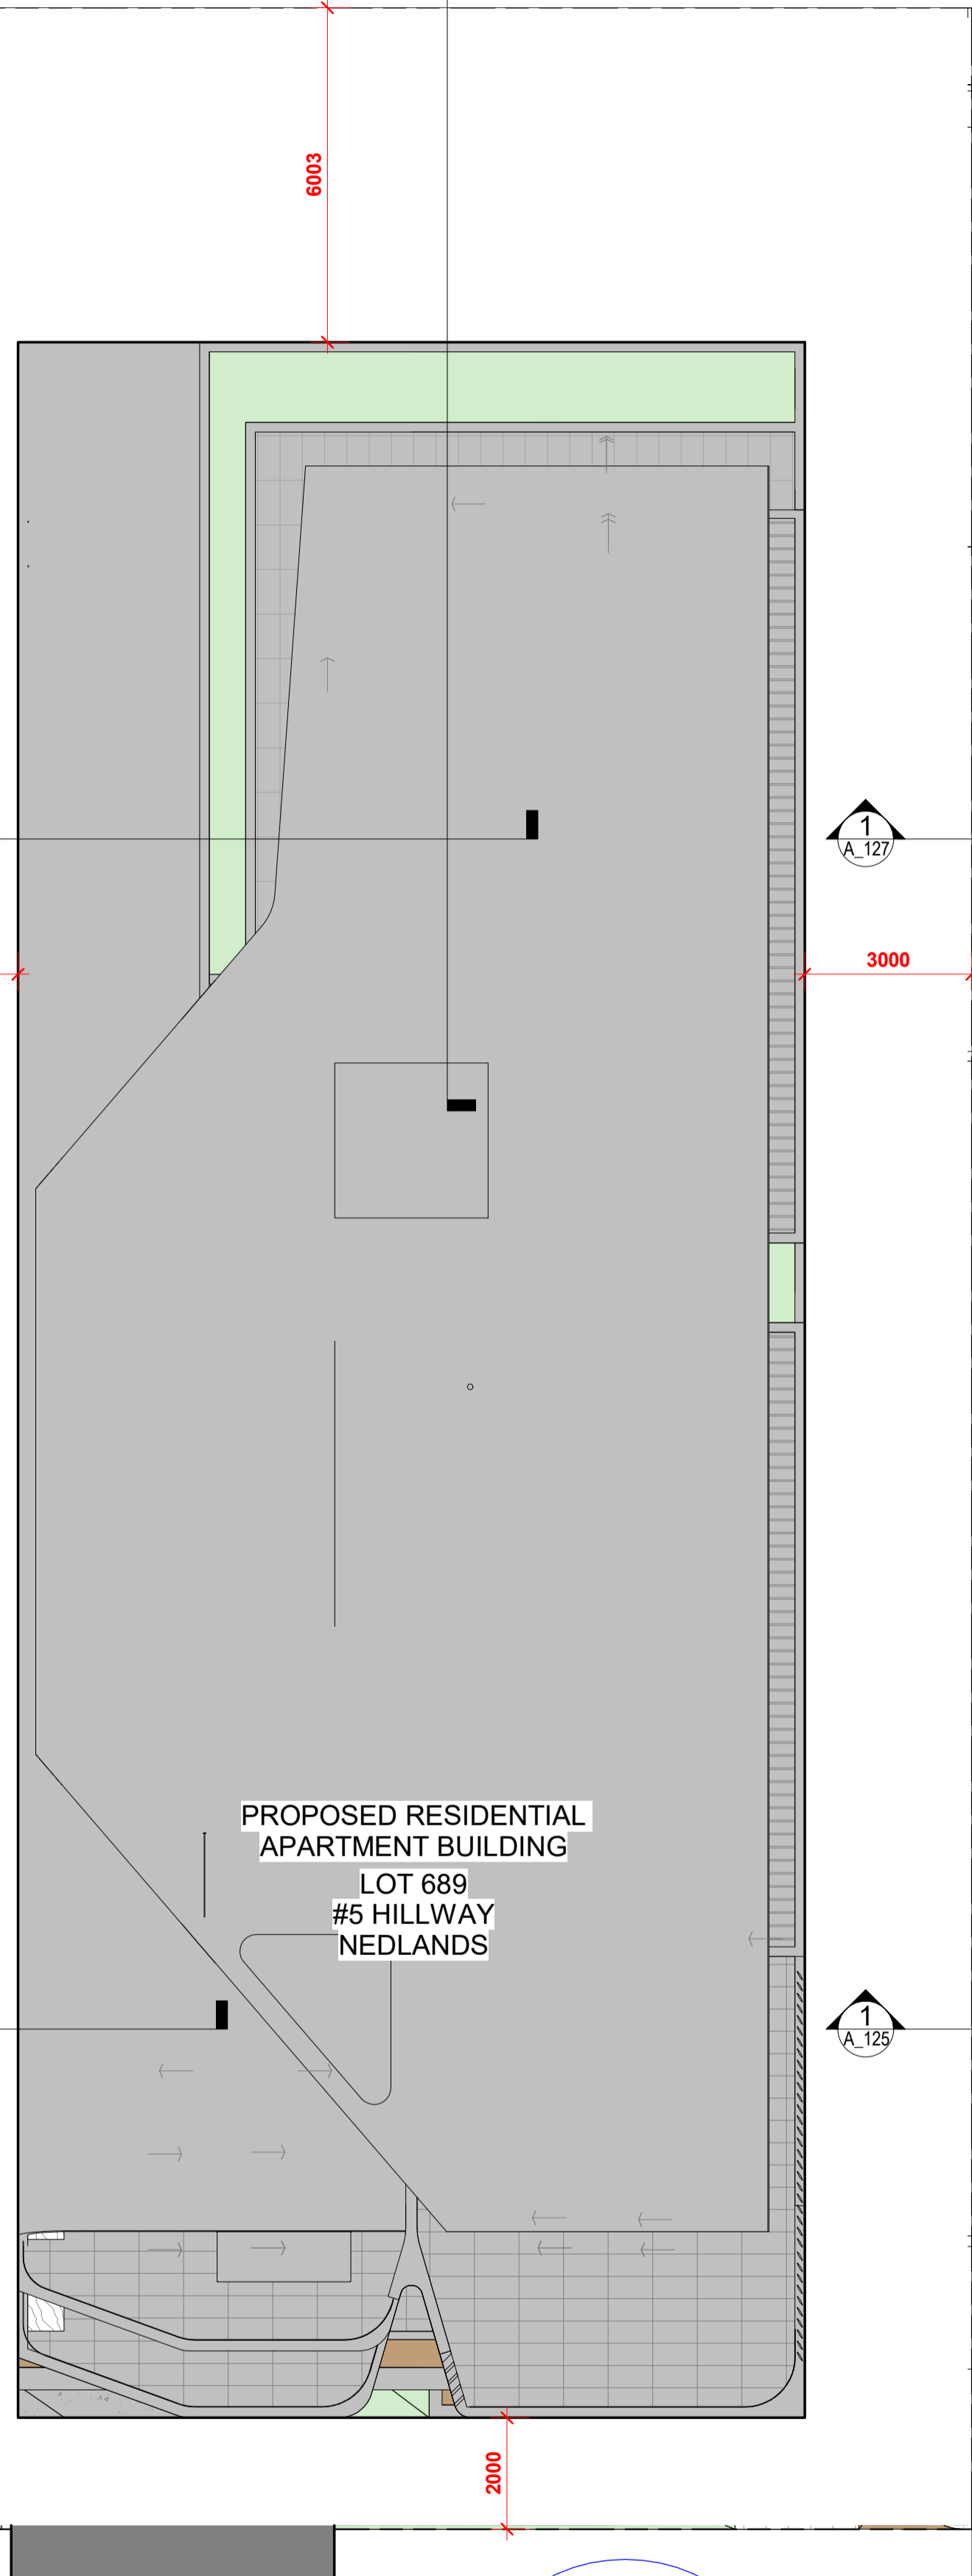 6003
1
A_127
3000
PROPOSED RESIDENTIAL
APARTMENT BUILDING
LOT 689
#5 HILLWAY
NEDLANDS
1
A_125
2000